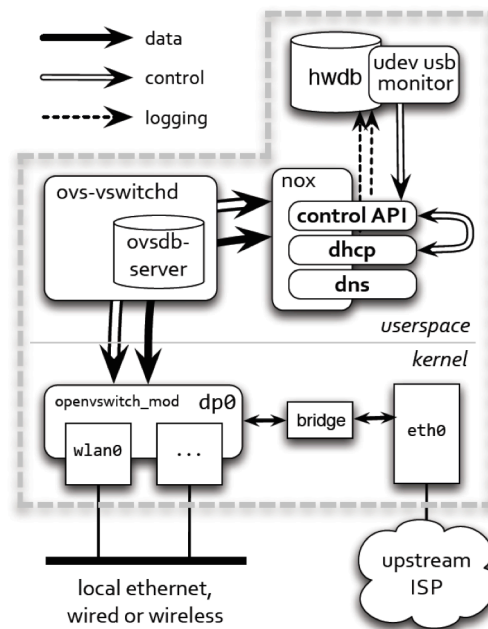 data
control
logging
hwdb
udev usb
monitor
ovs-vswitchd
ovsdb-
server
nox
control API
dhcp
dns
userspace
kernel
openvswitch_mod
dp0
wlan0
...
bridge
eth0
local ethernet,
wired or wireless
upstream
ISP